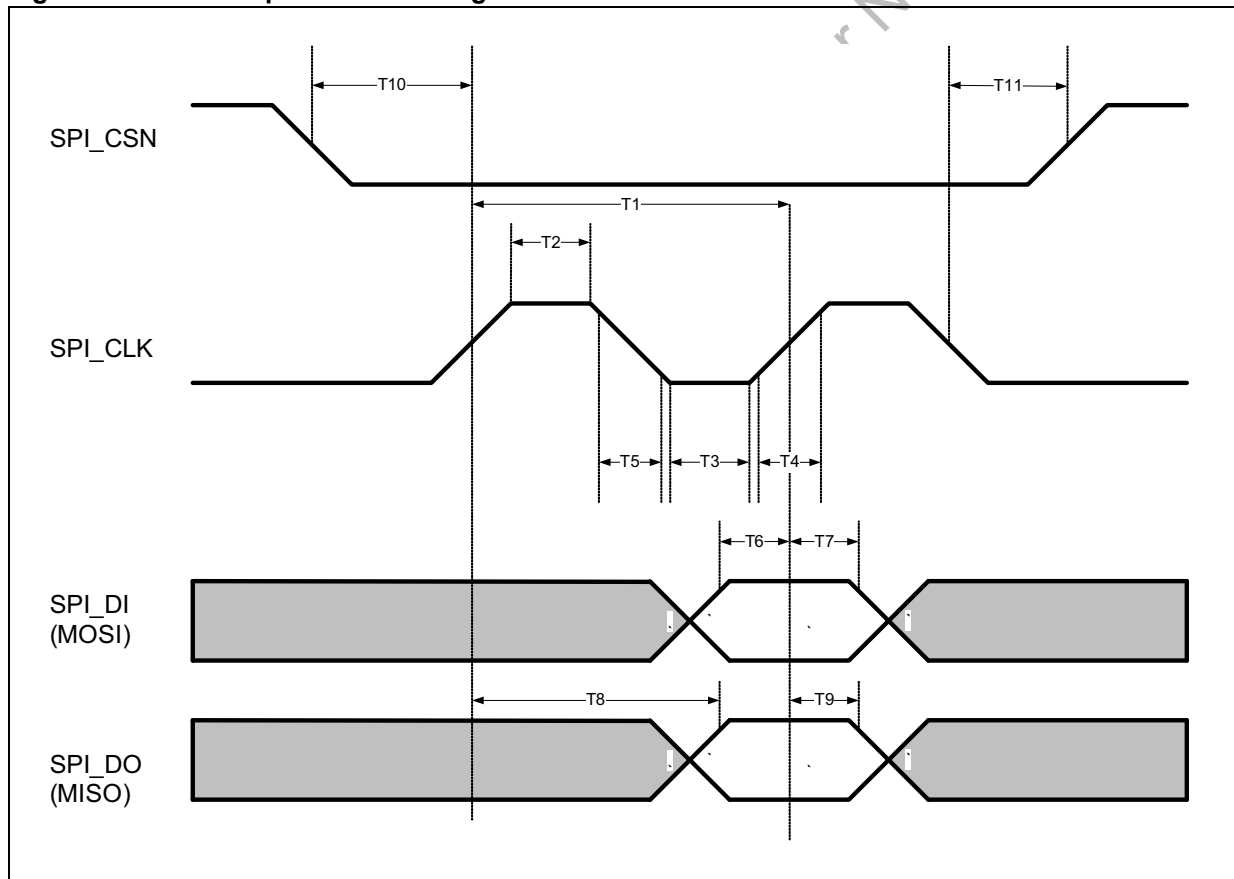 T10
T11
SPI_CSN
T1
T2
SPI_CLK
T5
T3
T4
T6
T7
SPI_DI
(MOSI)
T8
T9
SPI_DO
(MISO)